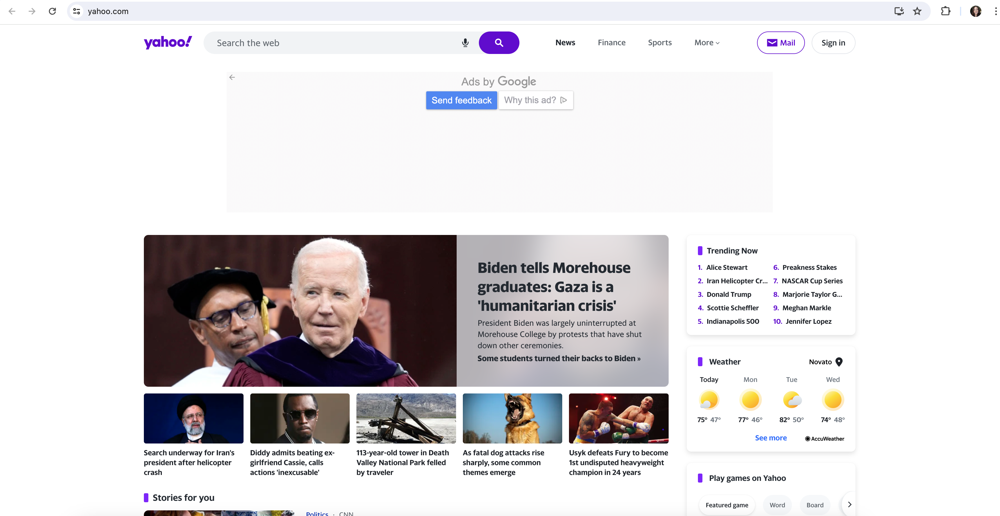 yahoo.com
yahoo!
Search the web
News
Finance
Sports
More
Mail
Sign in
Ads by Google
Send feedback
Why this ad?
Biden tells Morehouse
graduates: Gaza is a
'humanitarian crisis'
President Biden was largely uninterrupted at
Morehouse College by protests that have shut
down other ceremonies.
Some students turned their backs to Biden »
Search underway for Iran's
president after helicopter
crash
Diddy admits beating ex-
girlfriend Cassie, calls
actions 'inexcusable'
113-year-old tower in Death
Valley National Park felled
by traveler
As fatal dog attacks rise
sharply, some common
themes emerge
Usyk defeats Fury to become
1st undisputed heavyweight
champion in 24 years
Stories for you
Politics · CNN
Trending Now
1. Alice Stewart
2. Iran Helicopter Cr...
3. Donald Trump
4. Scottie Scheffler
5. Indianapolis 500
6. Preakness Stakes
7. NASCAR Cup Series
8. Marjorie Taylor G...
9. Meghan Markle
10. Jennifer Lopez
Weather
Novato
Today Mon Tue Wed
75° 47° 77° 46° 82° 50° 74° 48°
See more
AccuWeather
Play games on Yahoo
Featured game
Word
Board